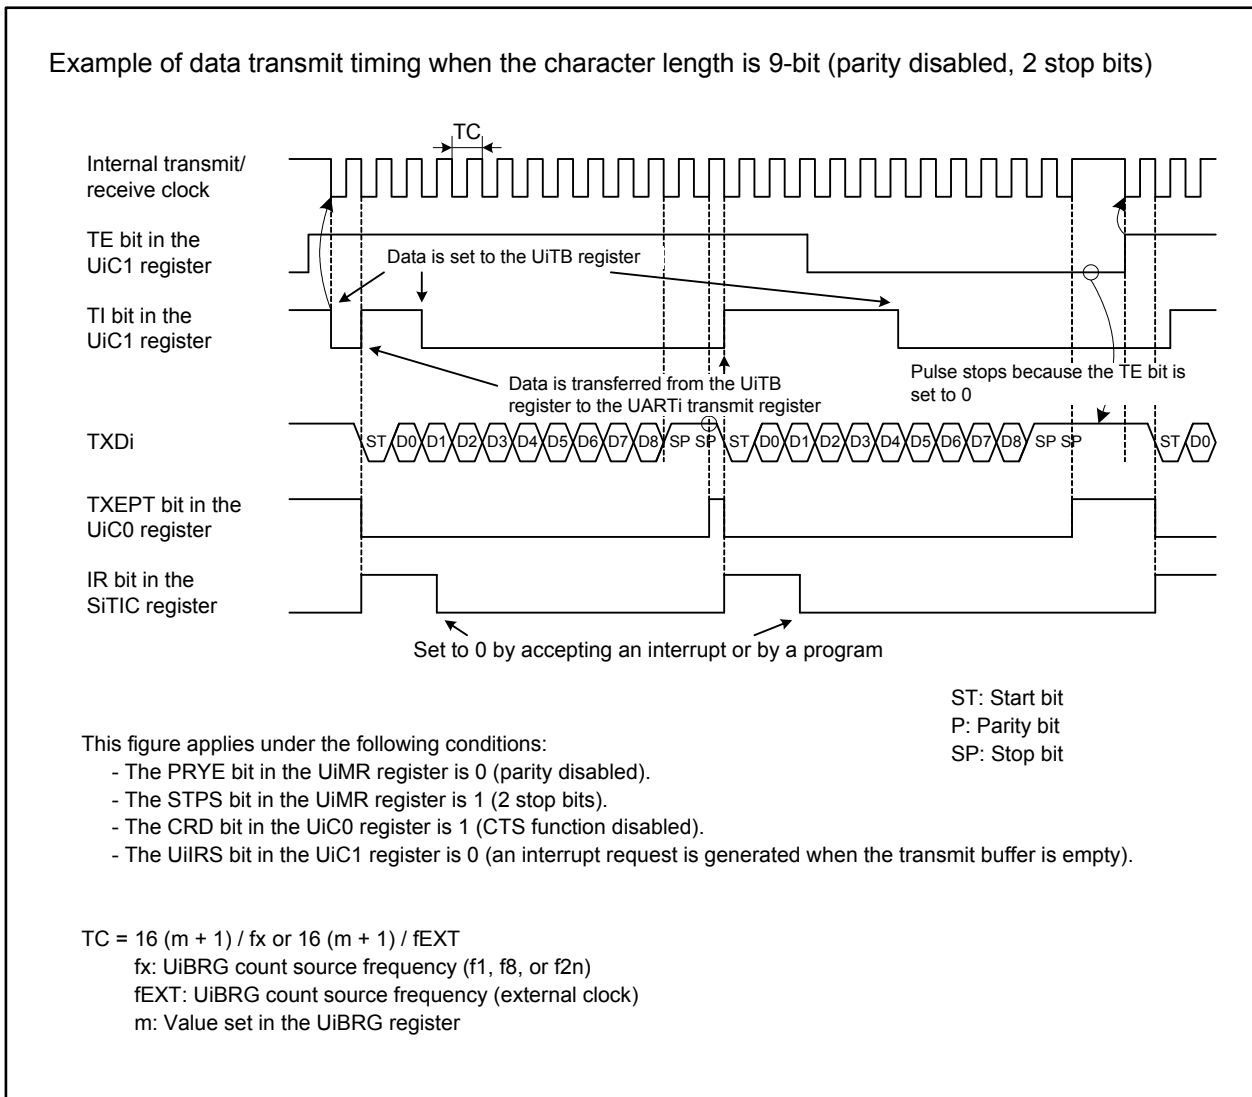 Example of data transmit timing when the character length is 9-bit (parity disabled, 2 stop bits)
TC
Internal transmit/
receive clock
TE bit in the
UiC1 register
Data is set to the UiTB register
TI bit in the
UiC1 register
Pulse stops because the TE bit is
set to 0
Data is transferred from the UiTB
register to the UARTi transmit register
TXDi
ST D0 D1 D2 D3 D4 D5 D6 D7 D8 SP SP ST D0 D1 D2 D3 D4 D5 D6 D7 D8 SP SP ST D0
TXEPT bit in the
UiC0 register
IR bit in the
SiTIC register
Set to 0 by accepting an interrupt or by a program
ST: Start bit
P: Parity bit
SP: Stop bit
This figure applies under the following conditions:
- The PRYE bit in the UiMR register is 0 (parity disabled).
- The STPS bit in the UiMR register is 1 (2 stop bits).
- The CRD bit in the UiC0 register is 1 (CTS function disabled).
- The UiIRS bit in the UiC1 register is 0 (an interrupt request is generated when the transmit buffer is empty).
TC = 16 (m + 1) / fx or 16 (m + 1) / fEXT
fx: UiBRG count source frequency (f1, f8, or f2n)
fEXT: UiBRG count source frequency (external clock)
m: Value set in the UiBRG register